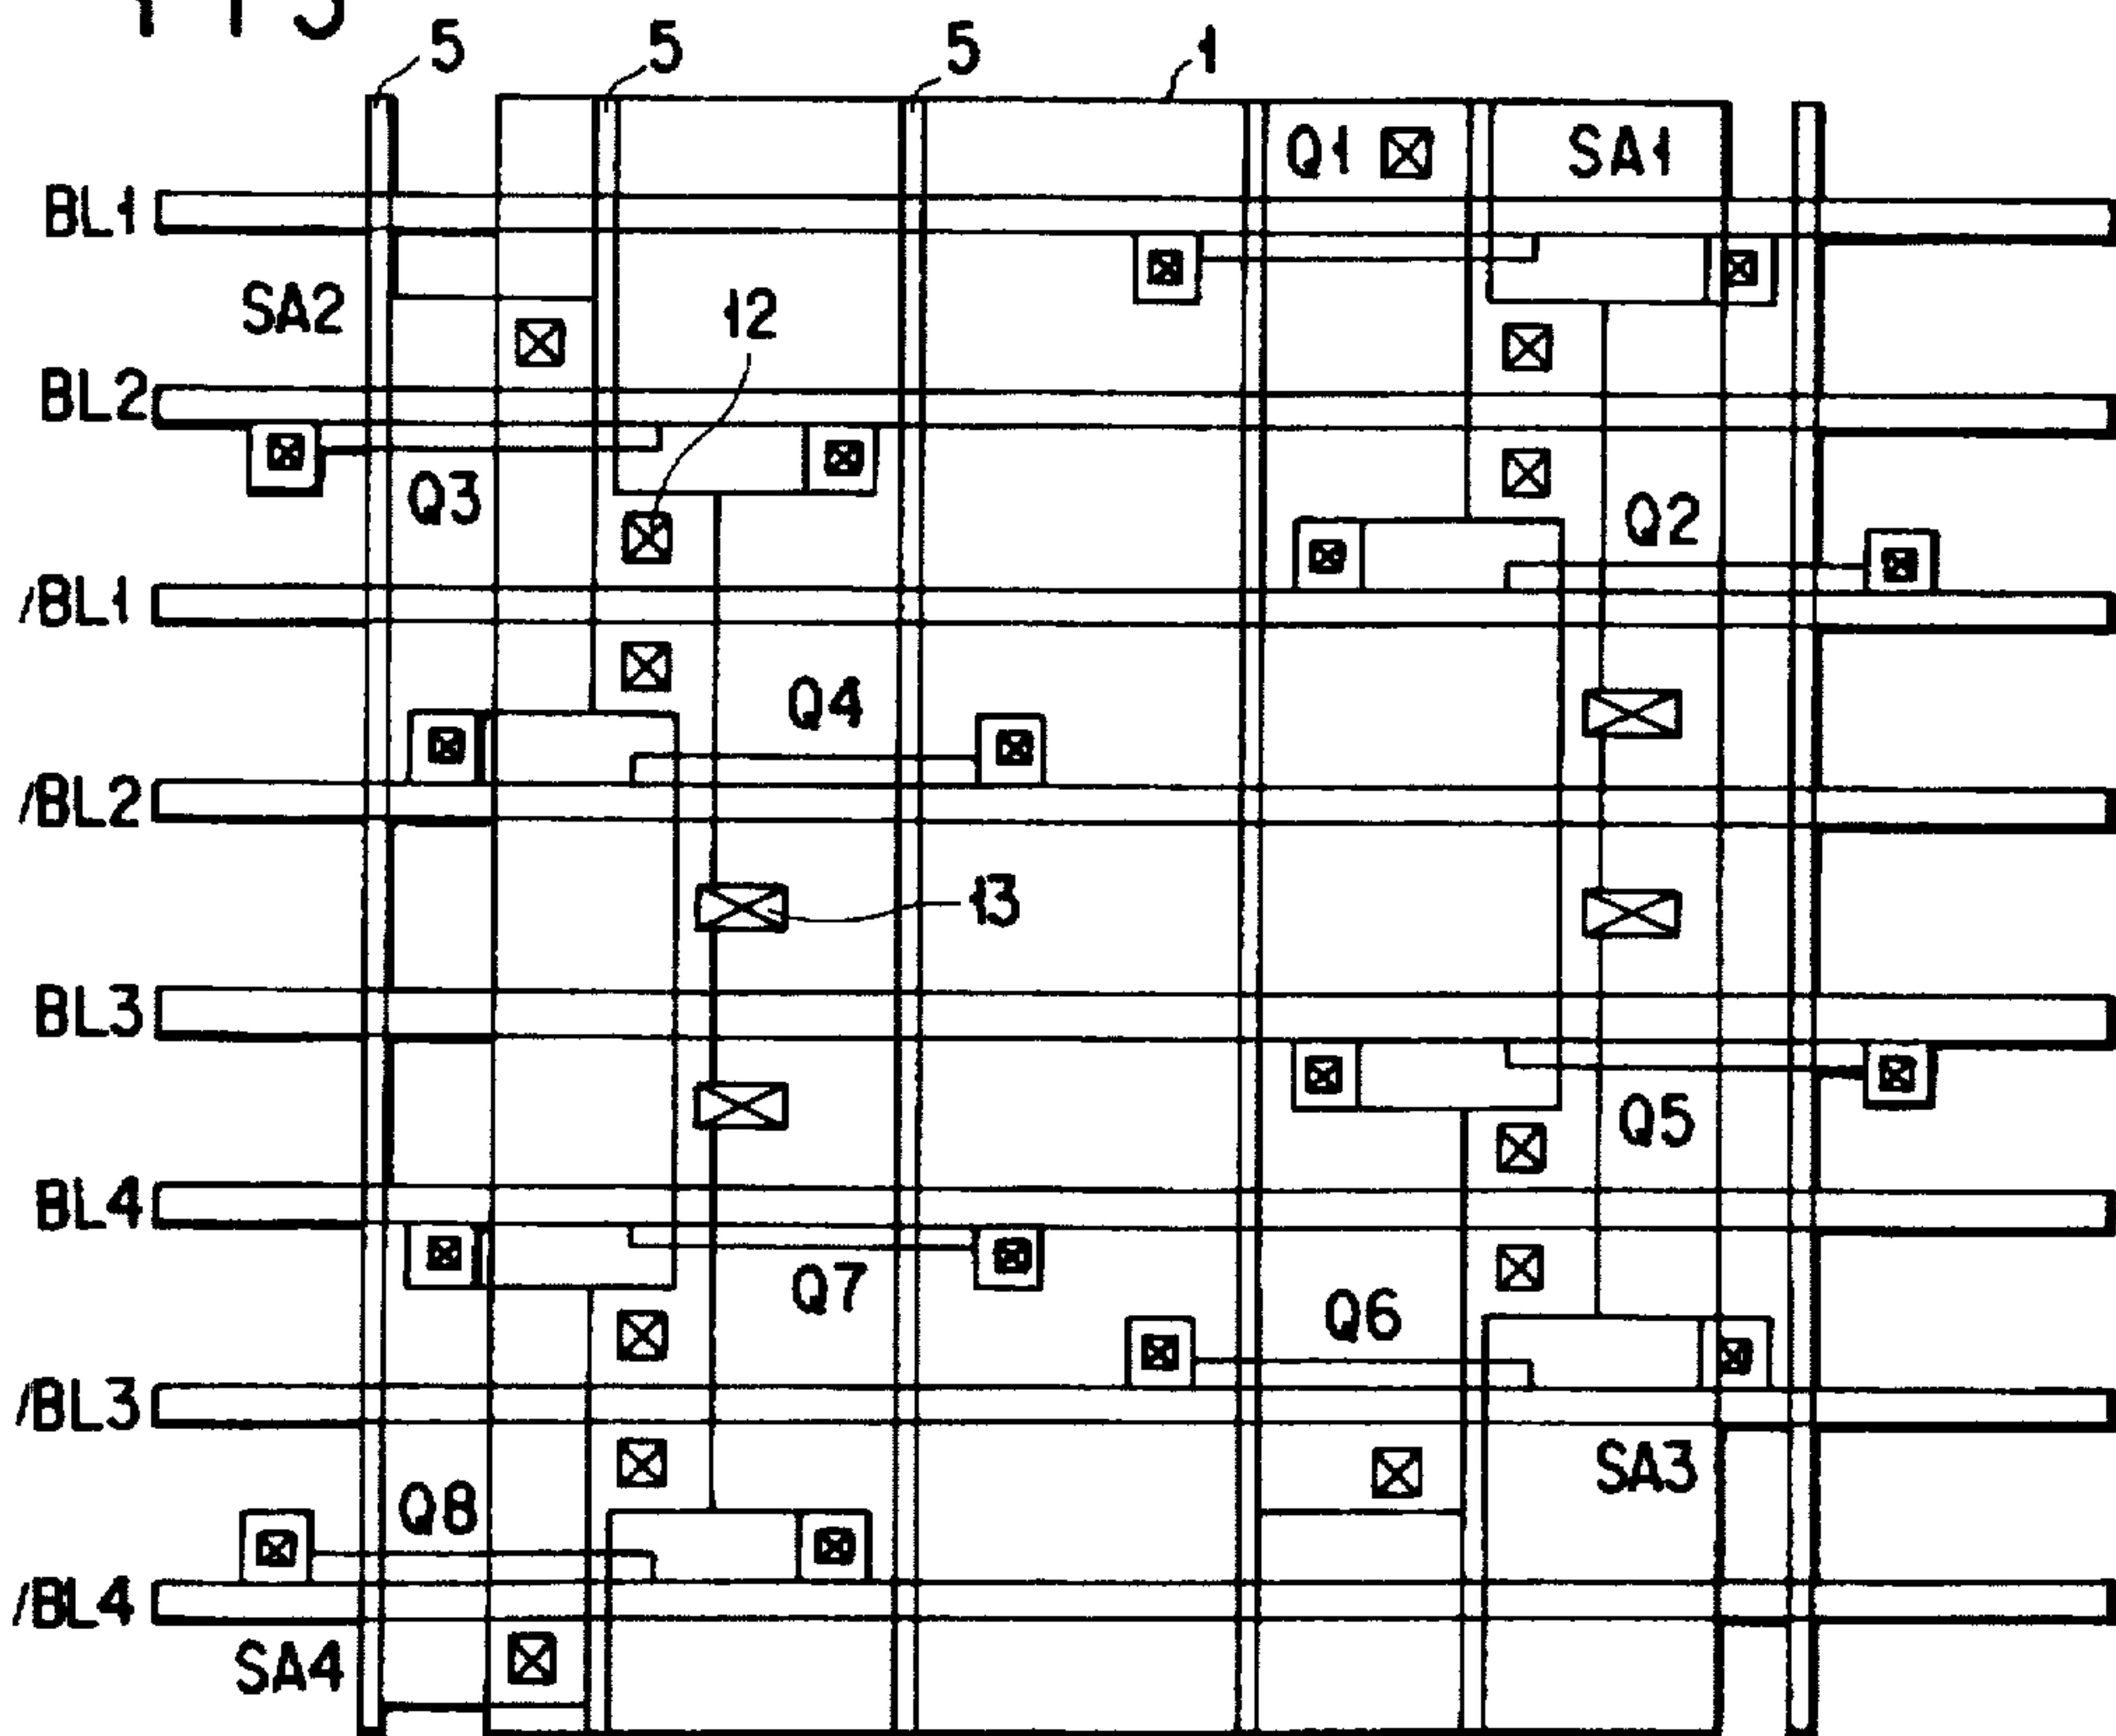 5 5 5 1
Q1 SA1
BL1
SA2 12
BL2
Q3 Q2
/BL1
Q4
/BL2
13
BL3
Q5
BL4
Q7 Q6
/BL3
SA3
Q8
/BL4
SA4